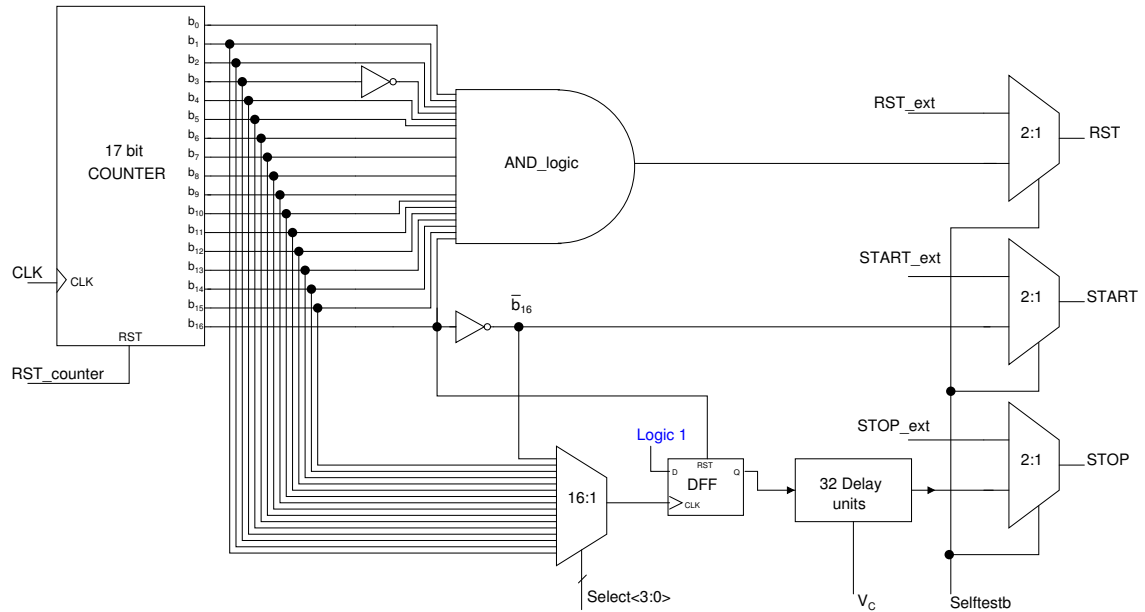 b0
b1
b2
b3
b4
b5
b6
b7
b8
b9
b10
b11
b12
b13
b14
b15
b16
17 bit
COUNTER
CLK
CLK
RST
RST_counter
AND_logic
b̅16
RST_ext
2:1
RST
START_ext
2:1
START
STOP_ext
2:1
STOP
Logic 1
D
RST
Q
DFF
CLK
16:1
Select<3:0>
32 Delay
units
VC
Selftestb